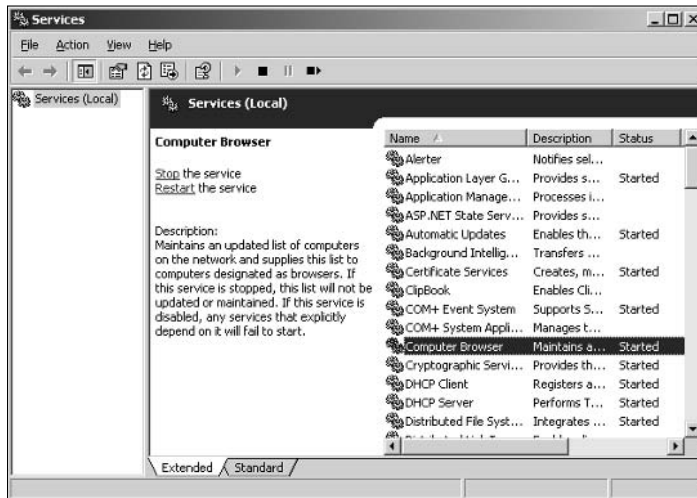 Services
File Action View Help
Services (Local)
Services (Local)
Computer Browser
Stop the service
Restart the service
Description:
Maintains an updated list of computers
on the network and supplies this list to
computers designated as browsers. If
this service is stopped, this list will not be
updated or maintained. If this service is
disabled, any services that explicitly
depend on it will fail to start.
Name Description Status
Alerter Notifies sel...
Application Layer G... Provides s... Started
Application Manage... Processes i...
ASP.NET State Serv... Provides s...
Automatic Updates Enables th... Started
Background Intellig... Transfers ...
Certificate Services Creates, m... Started
ClipBook Enables Cli...
COM+ Event System Supports S... Started
COM+ System Appli... Manages t...
Computer Browser Maintains a... Started
Cryptographic Servi... Provides th... Started
DHCP Client Registers a... Started
DHCP Server Performs T... Started
Distributed File Syst... Integrates ... Started
Extended Standard